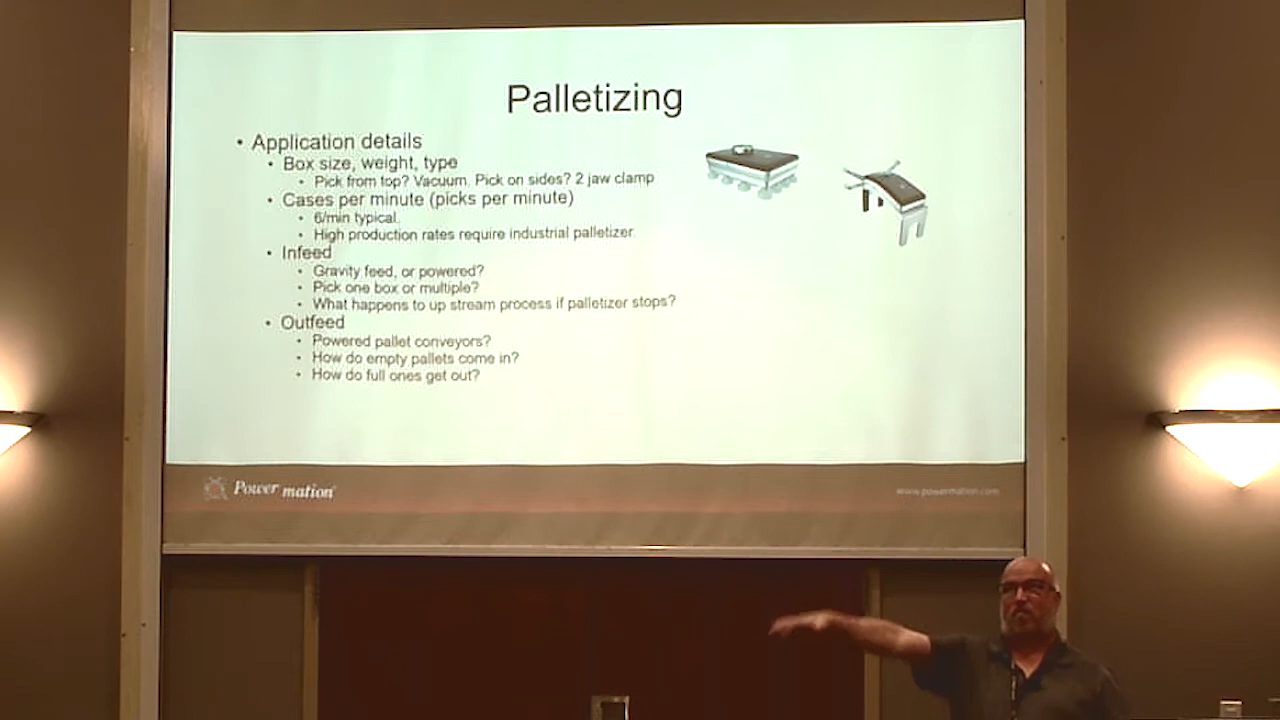 Palletizing
• Application details
• Box size, weight, type
• Pick from top? Vacuum. Pick on sides? 2 jaw clamp
• Cases per minute (picks per minute)
• 6/min typical.
• High production rates require industrial palletizer.
• Infeed
• Gravity feed, or powered?
• Pick one box or multiple?
• What happens to up stream process if palletizer stops?
• Outfeed
• Powered pallet conveyors?
• How do empty pallets come in?
• How do full ones get out?
Power mation
www.powermation.com